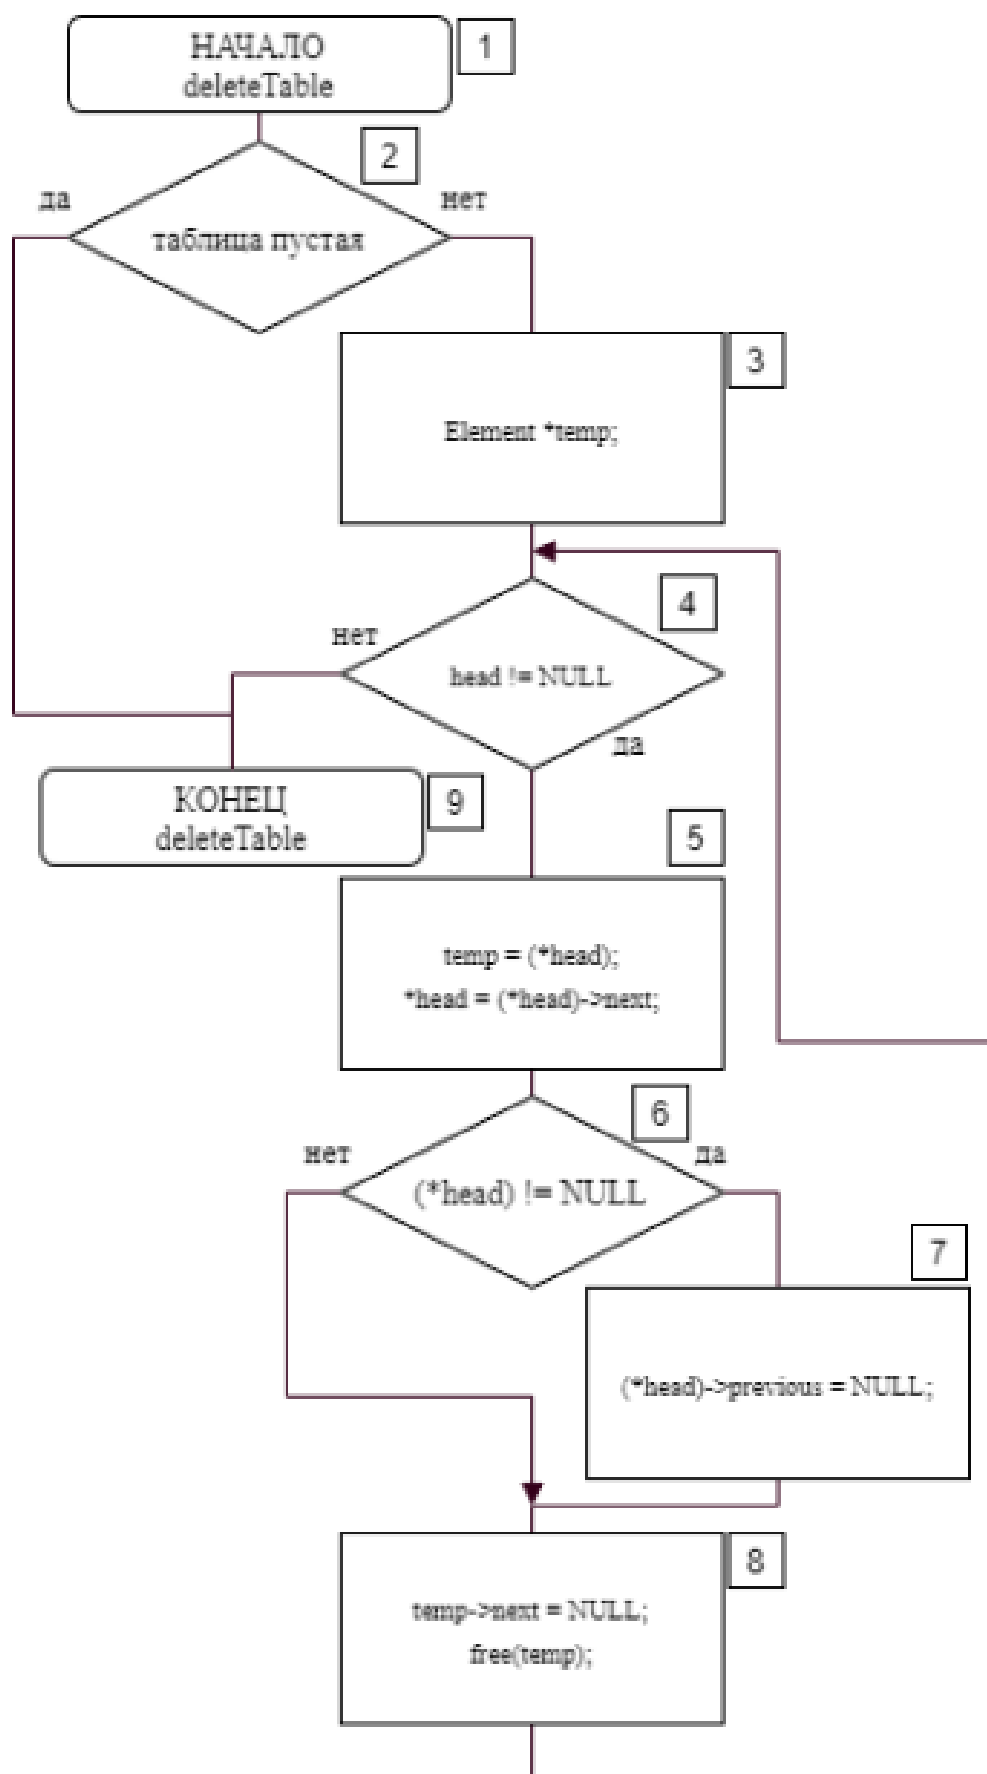 НАЧАЛО
deleteTable
1
2
да
нет
таблица пустая
3
Element *temp;
4
нет
head != NULL
да
КОНЕЦ
deleteTable
9
5
temp = (*head);
*head = (*head)->next;
6
нет
да
(*head) != NULL
7
(*head)->previous = NULL;
8
temp->next = NULL;
free(temp);